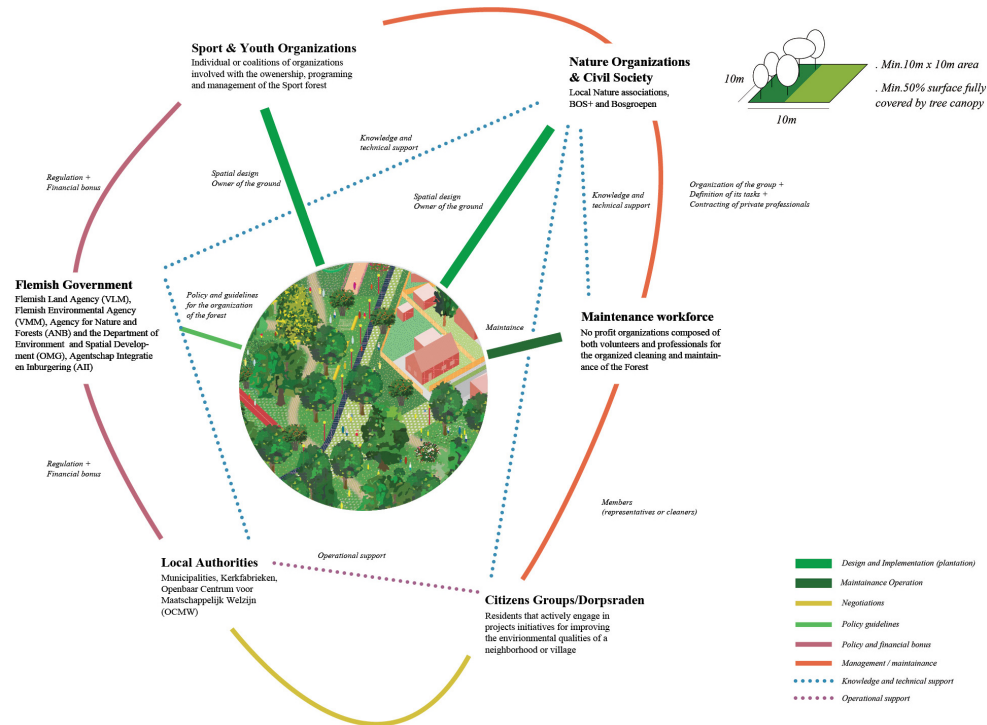 Sport & Youth Organizations
Individual or coalitions of organizations
involved with the ownenership, programing
and management of the Sport forest
Nature Organizations
& Civil Society
Local Nature associations,
BOS+ and Bosgroepen
10m
10m
. Min.10m x 10m area
. Min.50% surface fully
covered by tree canopy
Knowledge and
technical support
Regulation +
Financial bonus
Spatial design
Owner of the ground
Spatial design
Owner of the ground
Knowledge and
technical support
Organization of the group +
Definition of its tasks +
Contracting of private professionals
Flemish Government
Flemish Land Agency (VLM),
Flemish Environmental Agency
(VMM), Agency for Nature and
Forests (ANB) and the Department of
Environment and Spatial Develop-
ment (OMG), Agentschap Integratie
en Inburgering (AII)
Policy and guidelines
for the organization
of the forest
Maintaince
Maintenance workforce
No profit organizations composed of
both volunteers and professionals for
the organized cleaning and maintain-
ance of the Forest
Regulation +
Financial bonus
Members
(representatives or cleaners)
Local Authorities
Municipalities, Kerkfabrieken,
Openbaar Centrum voor
Maatschappelijk Welzijn
(OCMW)
Operational support
Citizens Groups/Dorpsraden
Residents that actively engage in
projects initiatives for improving
the envirionmental qualities of a
neighborhood or village
Design and Implementation (plantation)
Maintainance Operation
Negotiations
Policy guidelines
Policy and financial bonus
Management / maintainance
Knowledge and technical support
Operational support